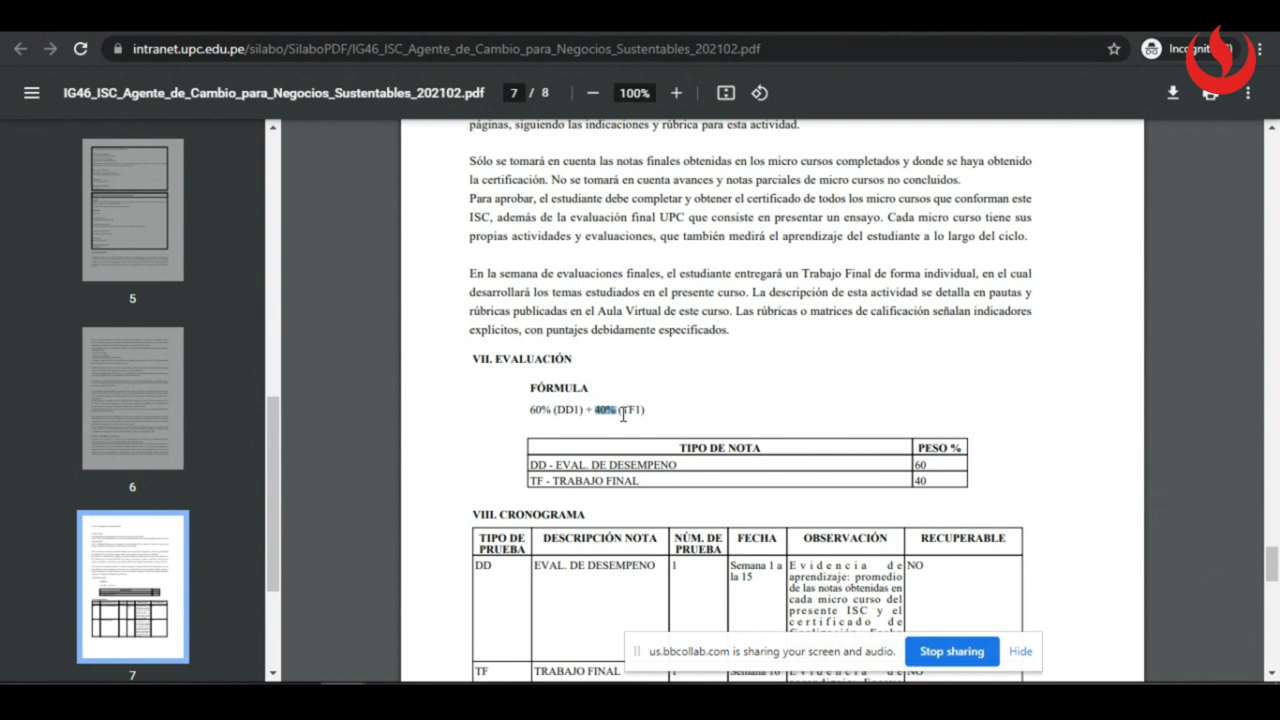 intranet.upc.edu.pe/silabo/SilaboPDF/IG46_ISC_Agente_de_Cambio_para_Negocios_Sustentables_202102.pdf
IG46_ISC_Agente_de_Cambio_para_Negocios_Sustentables_202102.pdf
7 / 8
100%
5
6
7
páginas, siguiendo las indicaciones y rúbrica para esta actividad.
Sólo se tomará en cuenta las notas finales obtenidas en los micro cursos completados y donde se haya obtenido
la certificación. No se tomará en cuenta avances y notas parciales de micro cursos no concluidos.
Para aprobar, el estudiante debe completar y obtener el certificado de todos los micro cursos que conforman este
ISC, además de la evaluación final UPC que consiste en presentar un ensayo. Cada micro curso tiene sus
propias actividades y evaluaciones, que también medirá el aprendizaje del estudiante a lo largo del ciclo.
En la semana de evaluaciones finales, el estudiante entregará un Trabajo Final de forma individual, en el cual
desarrollará los temas estudiados en el presente curso. La descripción de esta actividad se detalla en pautas y
rúbricas publicadas en el Aula Virtual de este curso. Las rúbricas o matrices de calificación señalan indicadores
explícitos, con puntajes debidamente especificados.
VII. EVALUACIÓN
FÓRMULA
60% (DD1) + 40% (TF1)
TIPO DE NOTA PESO %
DD - EVAL. DE DESEMPENO 60
TF - TRABAJO FINAL 40
VIII. CRONOGRAMA
TIPO DE PRUEBA DESCRIPCIÓN NOTA NÚM. DE PRUEBA FECHA OBSERVACIÓN RECUPERABLE
DD EVAL. DE DESEMPENO 1 Semana 1 a la 15 Evidencia de NO
aprendizaje: promedio
de las notas obtenidas en
cada micro curso del
presente ISC y el
certificado de
us.bbcollab.com is sharing your screen and audio. Stop sharing Hide
TF TRABAJO FINAL